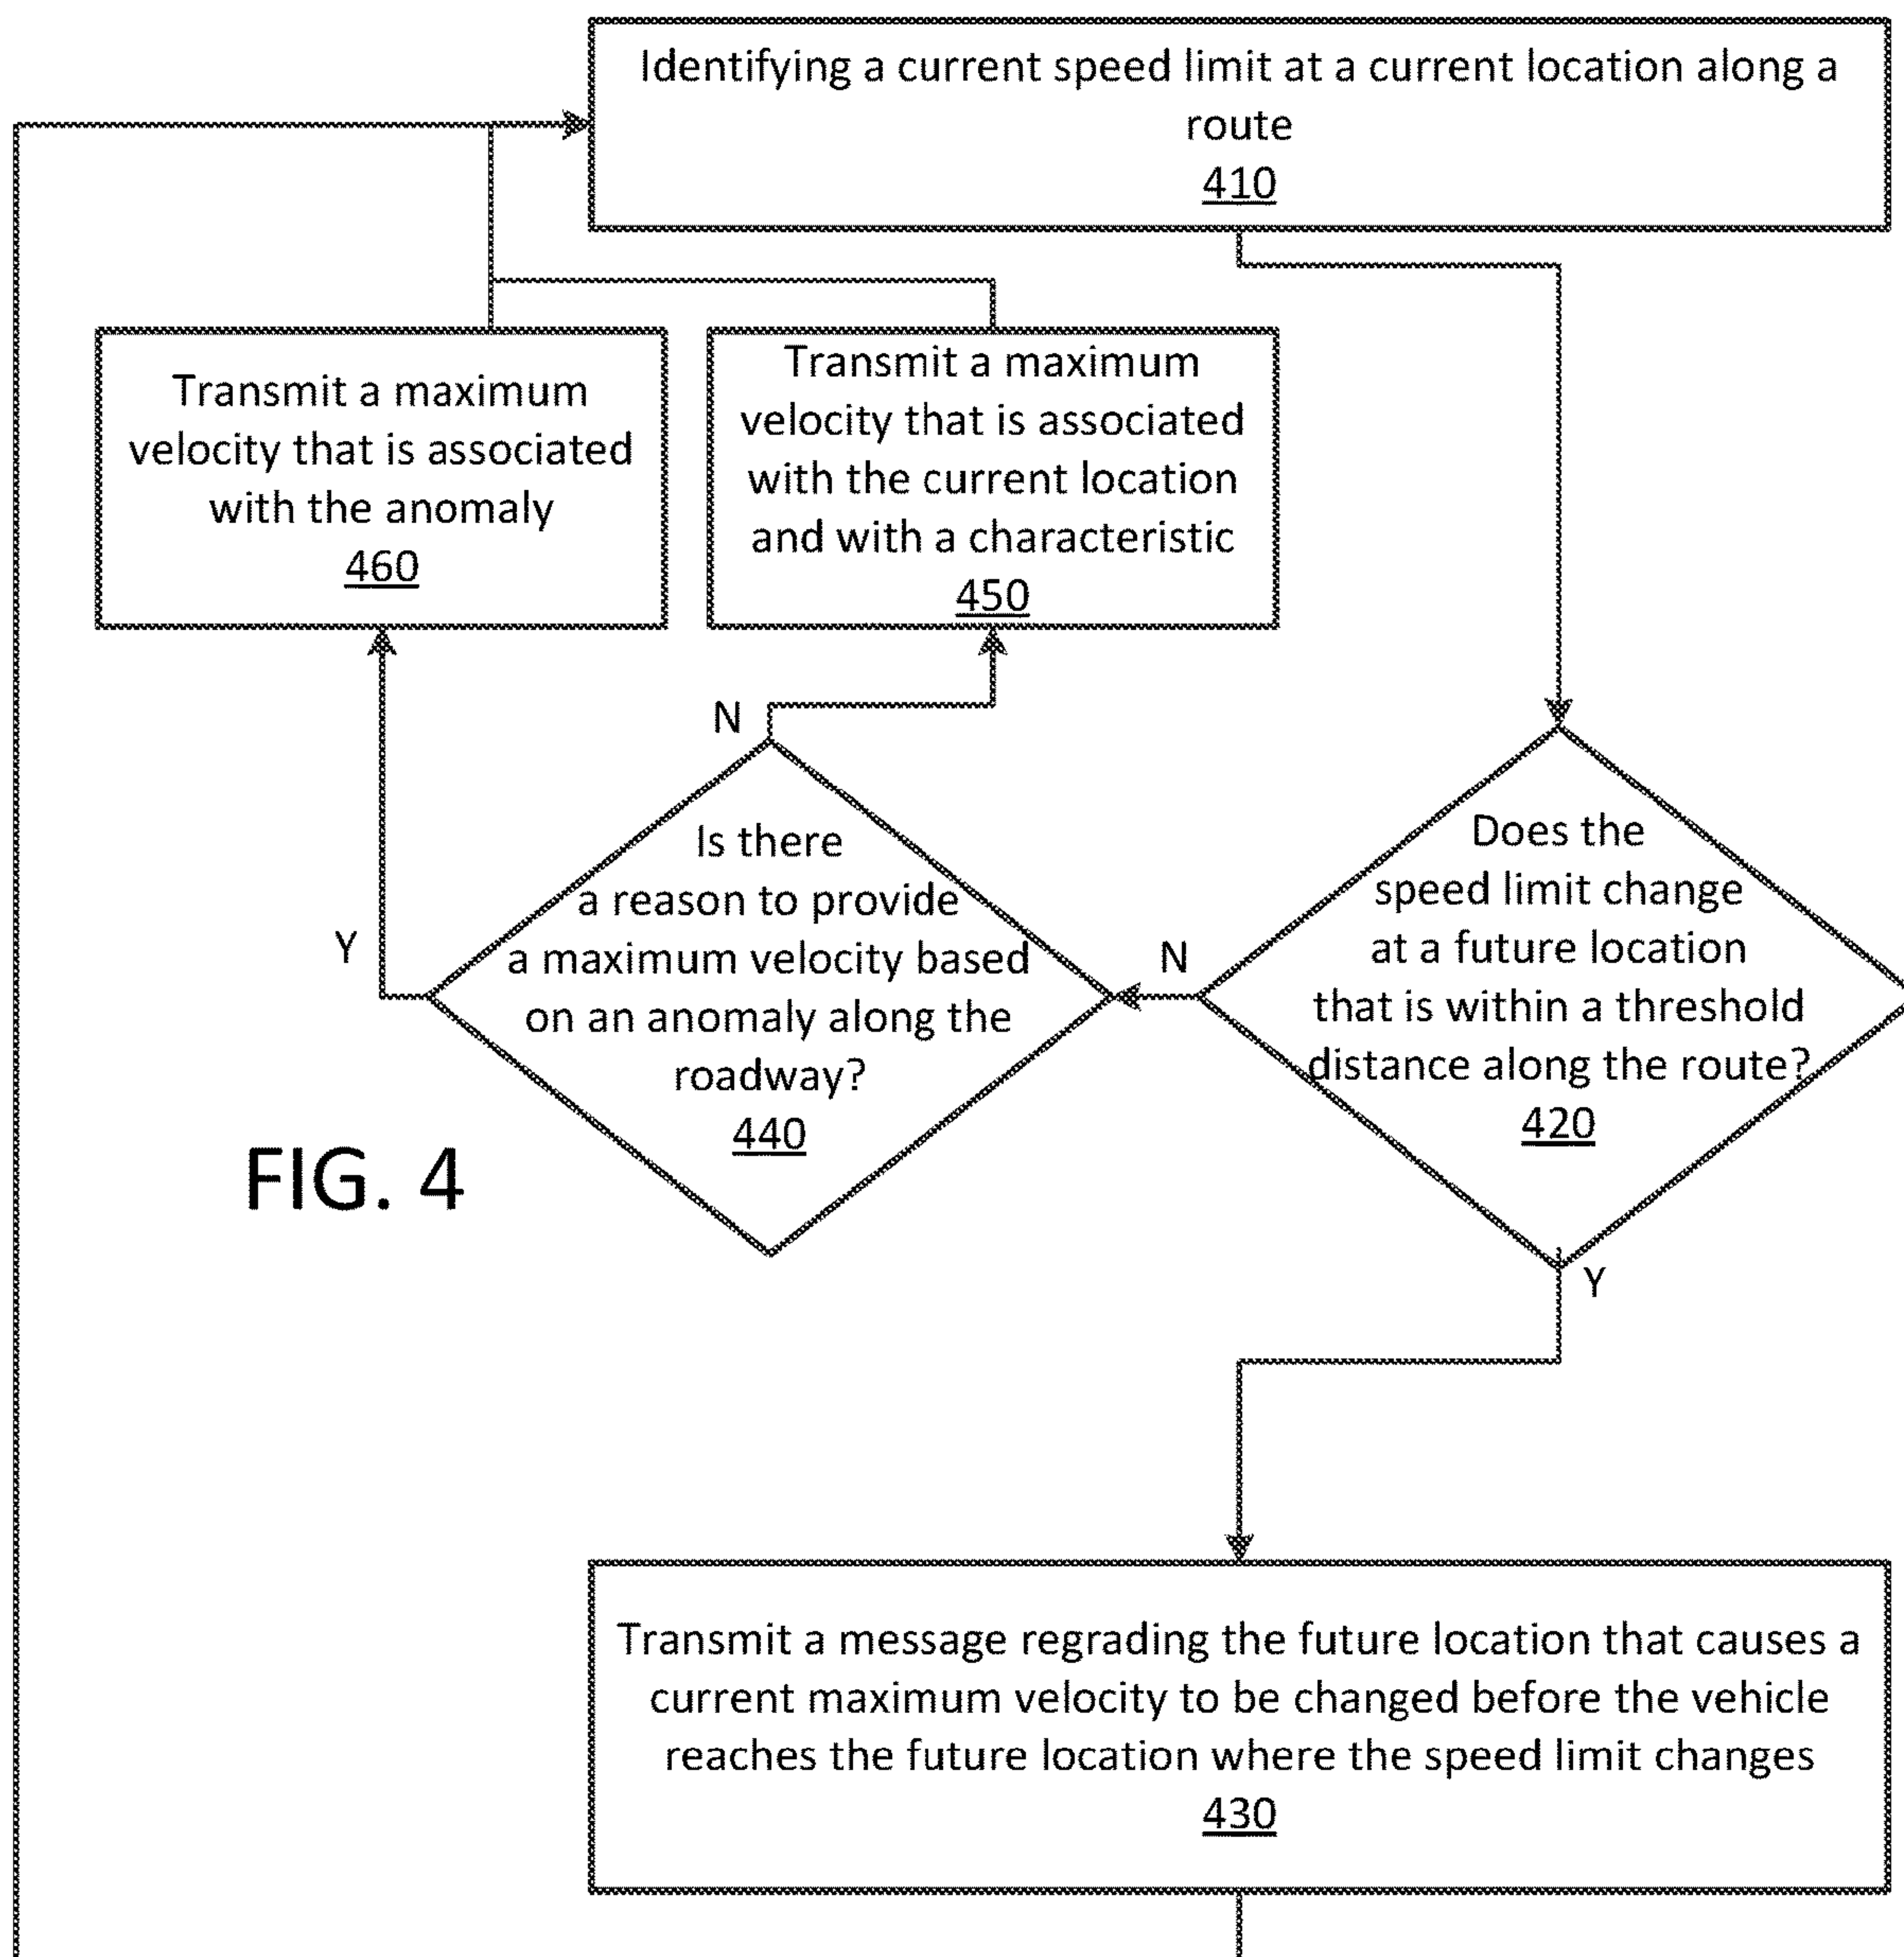 Identifying a current speed limit at a current location along a
route
410
Transmit a maximum
velocity that is associated
with the anomaly
460
Transmit a maximum
velocity that is associated
with the current location
and with a characteristic
450
N
Is there
a reason to provide
a maximum velocity based
on an anomaly along the
roadway?
440
Y
N
Does the
speed limit change
at a future location
that is within a threshold
distance along the route?
420
Y
FIG. 4
Transmit a message regrading the future location that causes a
current maximum velocity to be changed before the vehicle
reaches the future location where the speed limit changes
430